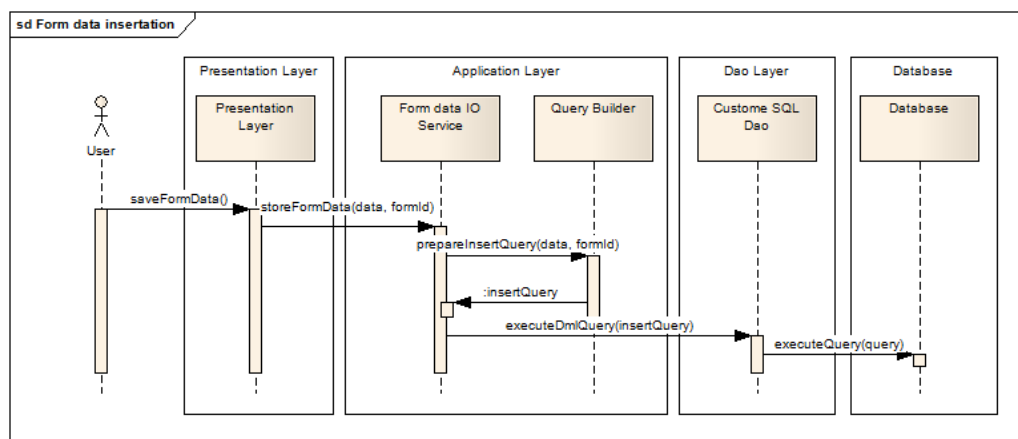 sd Form data insertation
Presentation Layer
Application Layer
Dao Layer
Database
Presentation
Layer
Form data IO
Service
Query Builder
Custome SQL
Dao
Database
User
saveFormData()
storeFormData(data, formId)
prepareInsertQuery(data, formId)
:insertQuery
executeDmlQuery(insertQuery)
executeQuery(query)